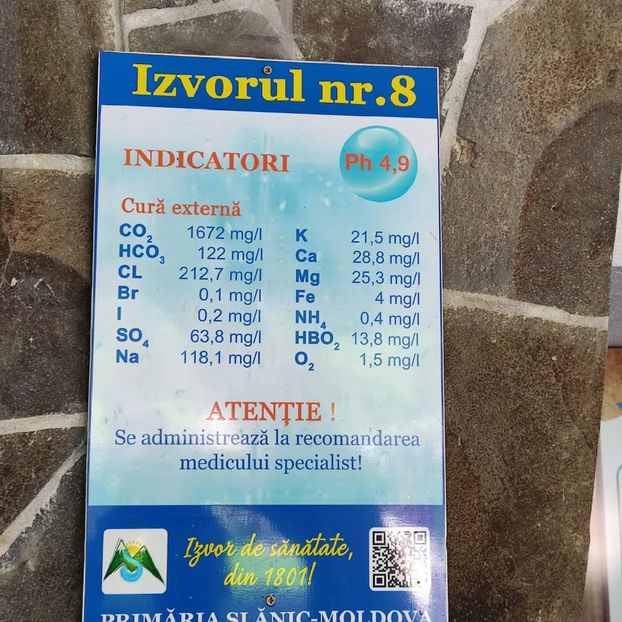 Izvorul nr.8
INDICATORI
Ph 4,9
Cură externă
CO2 1672 mg/l
HCO3 122 mg/l
CL 212,7 mg/l
Br 0,1 mg/l
I 0,2 mg/l
SO4 63,8 mg/l
Na 118,1 mg/l
K 21,5 mg/l
Ca 28,8 mg/l
Mg 25,3 mg/l
Fe 4 mg/l
NH4 0,4 mg/l
HBO2 13,8 mg/l
O2 1,5 mg/l
ATENȚIE !
Se administrează la recomandarea
medicului specialist!
Izvor de sănătate,
din 1801!
PRIMĂRIA SLĂNIC-MOLDOVA